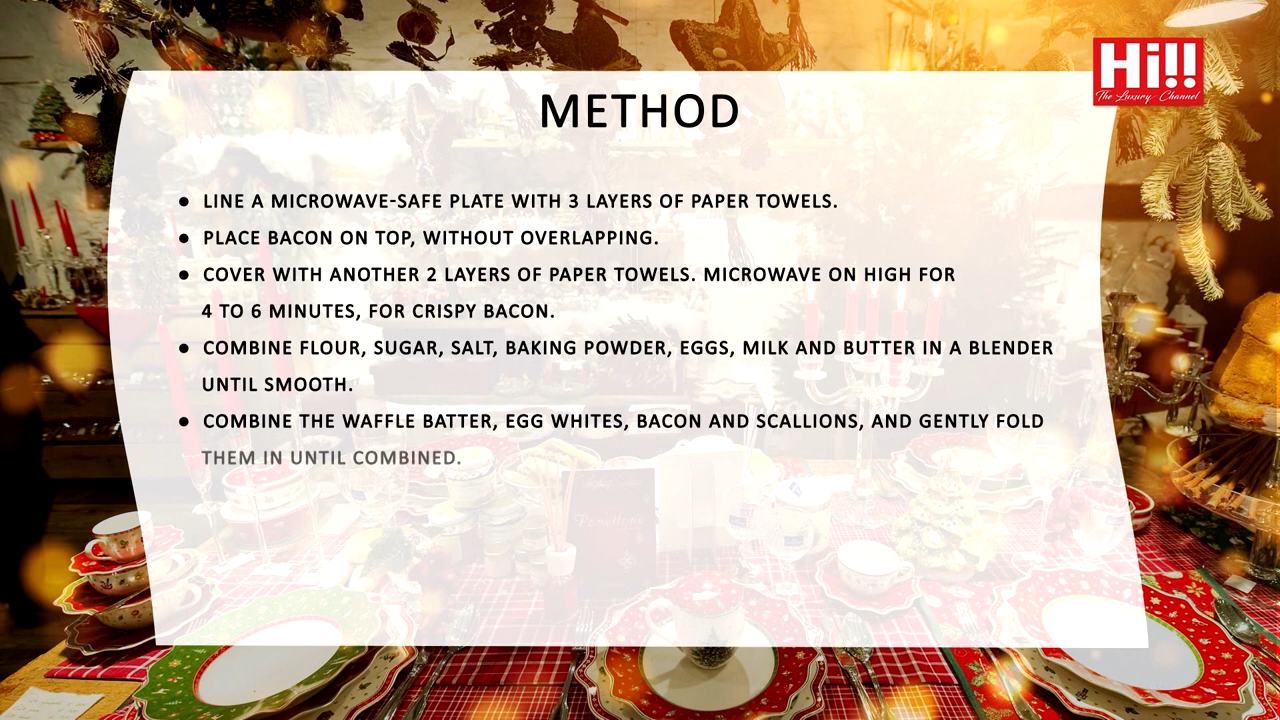 Hi!!
The Luxury Channel
METHOD
● LINE A MICROWAVE-SAFE PLATE WITH 3 LAYERS OF PAPER TOWELS.
● PLACE BACON ON TOP, WITHOUT OVERLAPPING.
● COVER WITH ANOTHER 2 LAYERS OF PAPER TOWELS. MICROWAVE ON HIGH FOR
4 TO 6 MINUTES, FOR CRISPY BACON.
● COMBINE FLOUR, SUGAR, SALT, BAKING POWDER, EGGS, MILK AND BUTTER IN A BLENDER
UNTIL SMOOTH.
● COMBINE THE WAFFLE BATTER, EGG WHITES, BACON AND SCALLIONS, AND GENTLY FOLD
THEM IN UNTIL COMBINED.
Panettone